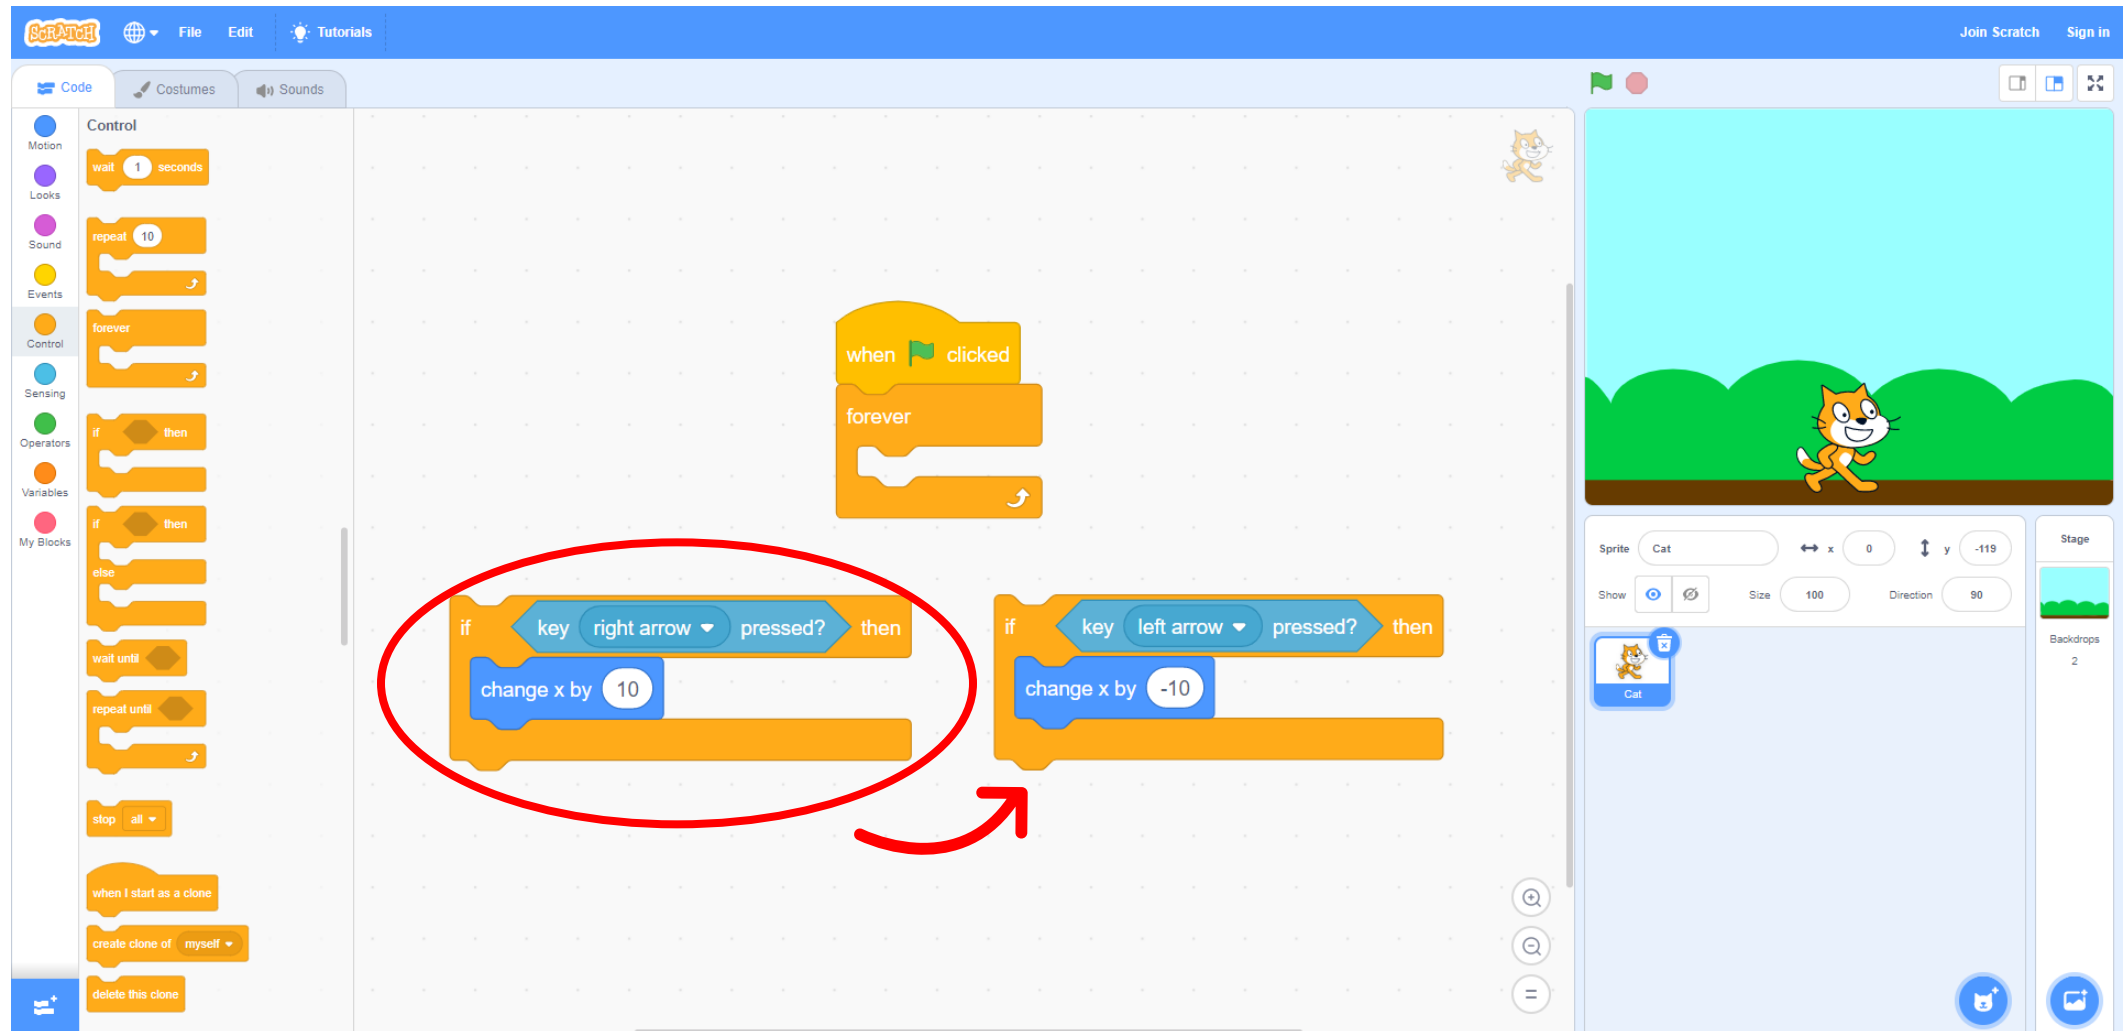 SCRATCH File Edit Tutorials Join Scratch Sign in
Code Costumes Sounds
Motion
Looks
Sound
Events
Control
Sensing
Operators
Variables
My Blocks
Control
wait 1 seconds
repeat 10
forever
if then
if then
else
wait until
repeat until
stop all
when I start as a clone
create clone of myself
delete this clone
when clicked
forever
if key right arrow pressed? then
change x by 10
if key left arrow pressed? then
change x by -10
Sprite Cat x 0 y -119
Show Size 100 Direction 90
Cat
Stage
Backdrops
2